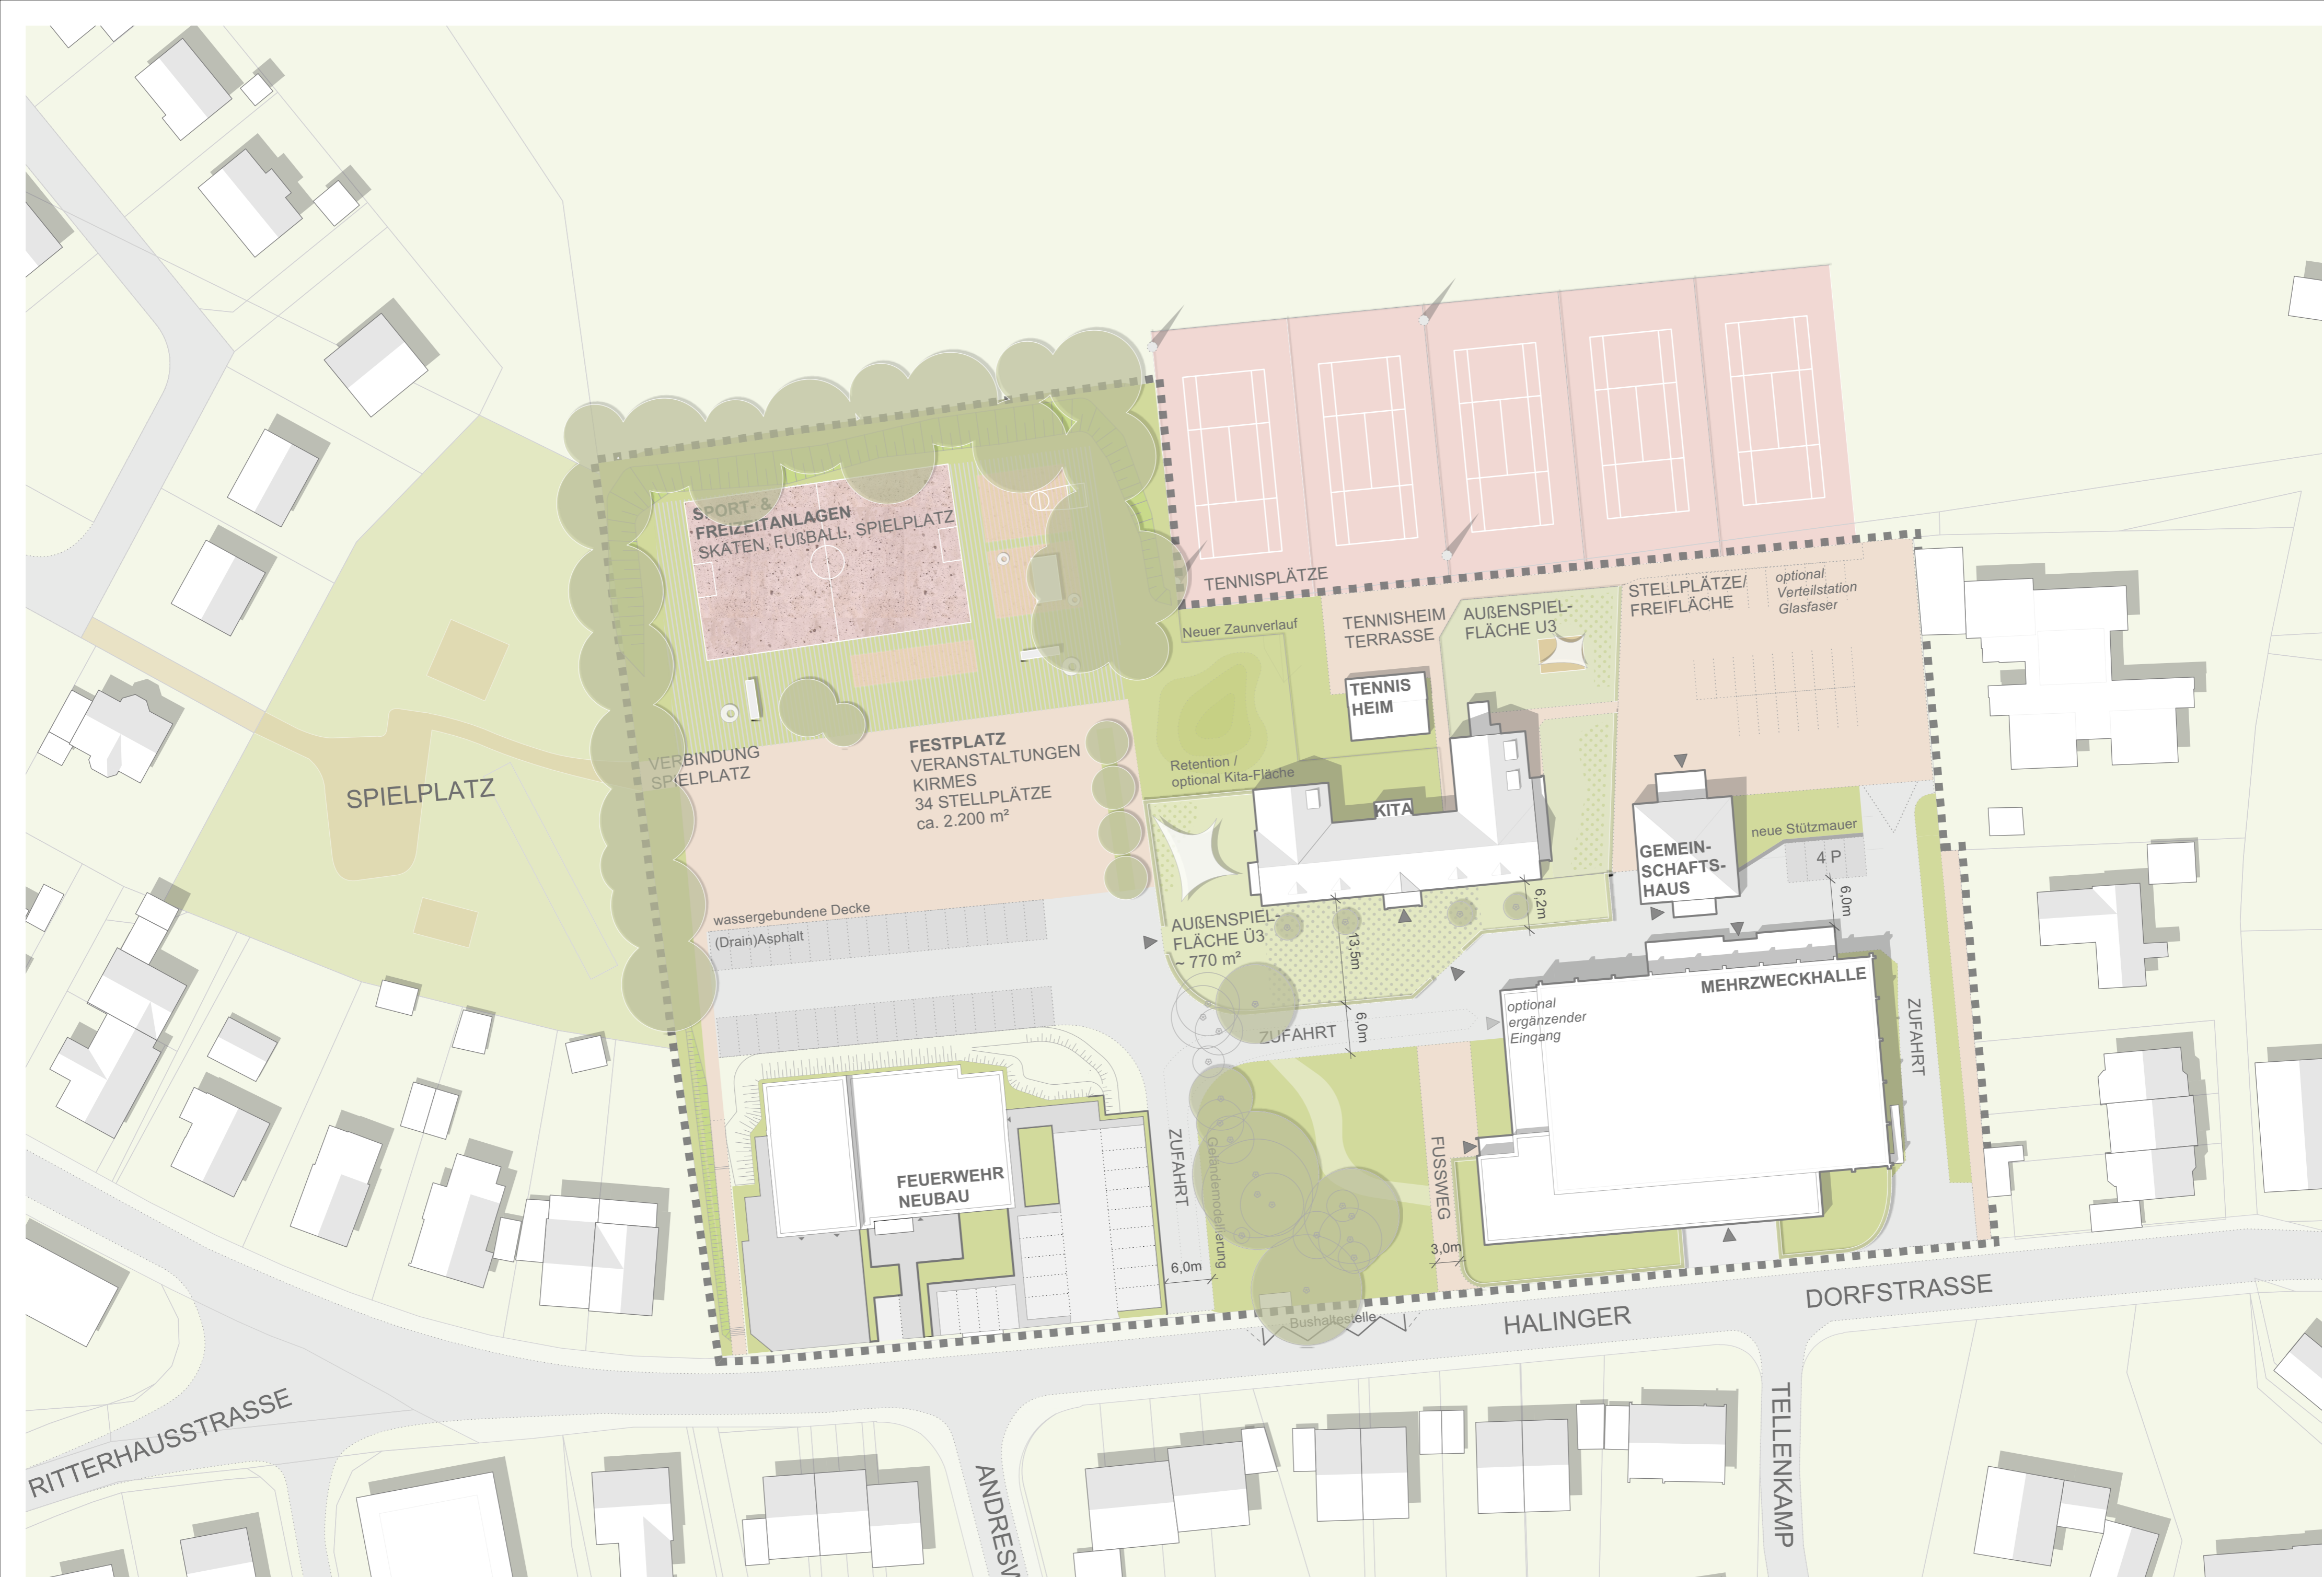 SPORT- &
FREIZEITANLAGEN
SKATEN, FUßBALL, SPIELPLATZ
TENNISPLÄTZE
Neuer Zaunverlauf
TENNISHEIM
TERRASSE
AUßENSPIEL-
FLÄCHE U3
STELLPLÄTZE/
FREIFLÄCHE
optional
Verteilstation
Glasfaser
TENNIS
HEIM
SPIELPLATZ
VERBINDUNG
SPIELPLATZ
FESTPLATZ
VERANSTALTUNGEN
KIRMES
34 STELLPLÄTZE
ca. 2.200 m²
Retention /
optional Kita-Fläche
KITA
GEMEIN-
SCHAFTS-
HAUS
neue Stützmauer
4 P
6,0m
wassergebundene Decke
(Drain)Asphalt
AUßENSPIEL-
FLÄCHE Ü3
~ 770 m²
13,5m
6,2m
MEHRZWECKHALLE
optional
ergänzender
Eingang
ZUFAHRT
6,0m
ZUFAHRT
FEUERWEHR
NEUBAU
ZUFAHRT
Geländemodellierung
6,0m
FUSSWEG
3,0m
Bushaltestelle
HALINGER
DORFSTRASSE
RITTERHAUSSTRASSE
TELLENKAMP